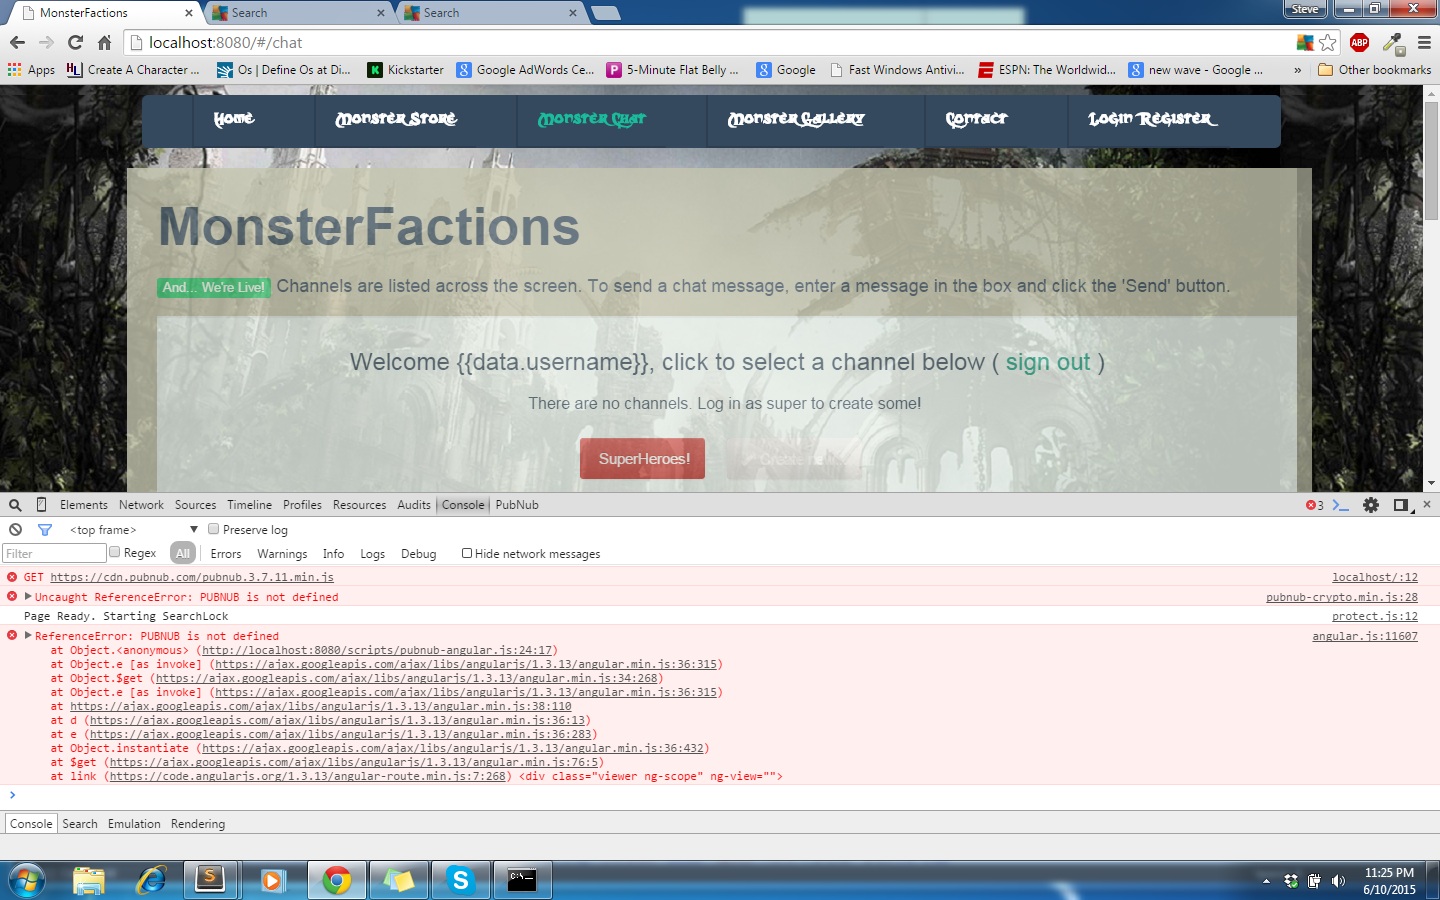 MonsterFactions
Search
Search
Steve
localhost:8080/#/chat
ABP
Apps
Create A Character ...
Os | Define Os at Di...
Kickstarter
Google AdWords Ce...
5-Minute Flat Belly ...
Google
Fast Windows Antivi...
ESPN: The Worldwid...
new wave - Google ...
»
Other bookmarks
Home
Monster Store
Monster Chat
Monster Gallery
Contact
Login Register
MonsterFactions
And... We're Live! Channels are listed across the screen. To send a chat message, enter a message in the box and click the 'Send' button.
Welcome {{data.username}}, click to select a channel below ( sign out )
There are no channels. Log in as super to create some!
SuperHeroes!
Elements Network Sources Timeline Profiles Resources Audits Console PubNub
3
<top frame>
Preserve log
Filter
Regex
All
Errors Warnings Info Logs Debug
Hide network messages
GET https://cdn.pubnub.com/pubnub.3.7.11.min.js localhost/:12
Uncaught ReferenceError: PUBNUB is not defined pubnub-crypto.min.js:28
Page Ready. Starting SearchLock protect.js:12
ReferenceError: PUBNUB is not defined angular.js:11607
at Object.<anonymous> (http://localhost:8080/scripts/pubnub-angular.js:24:17)
at Object.e [as invoke] (https://ajax.googleapis.com/ajax/libs/angularjs/1.3.13/angular.min.js:36:315)
at Object.$get (https://ajax.googleapis.com/ajax/libs/angularjs/1.3.13/angular.min.js:34:268)
at Object.e [as invoke] (https://ajax.googleapis.com/ajax/libs/angularjs/1.3.13/angular.min.js:36:315)
at https://ajax.googleapis.com/ajax/libs/angularjs/1.3.13/angular.min.js:38:110
at d (https://ajax.googleapis.com/ajax/libs/angularjs/1.3.13/angular.min.js:36:13)
at e (https://ajax.googleapis.com/ajax/libs/angularjs/1.3.13/angular.min.js:36:283)
at Object.instantiate (https://ajax.googleapis.com/ajax/libs/angularjs/1.3.13/angular.min.js:36:432)
at $get (https://ajax.googleapis.com/ajax/libs/angularjs/1.3.13/angular.min.js:76:5)
at link (https://code.angularjs.org/1.3.13/angular-route.min.js:7:268) <div class="viewer ng-scope" ng-view="">
Console Search Emulation Rendering
11:25 PM
6/10/2015